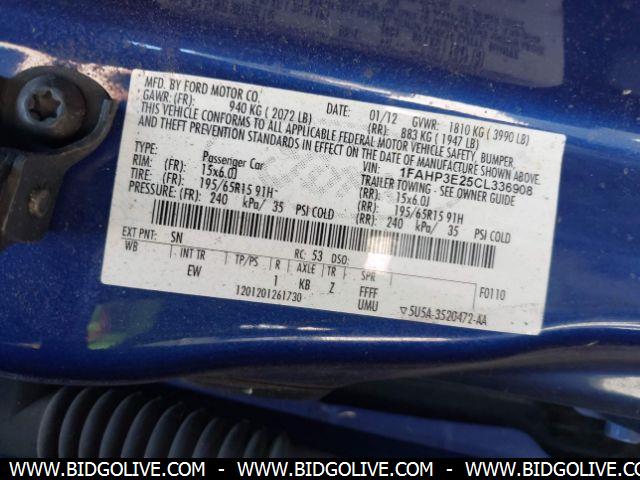 MFD. BY FORD MOTOR CO.
DATE: 01/12 GVWR: 1810 KG ( 3990 LB)
GAWR: (FR): 940 KG ( 2072 LB) (RR): 883 KG ( 1947 LB)
THIS VEHICLE CONFORMS TO ALL APPLICABLE FEDERAL MOTOR VEHICLE SAFETY, BUMPER,
AND THEFT PREVENTION STANDARDS IN EFFECT ON THE DATE OF MANUFACTURE SHOWN ABOVE.
VIN: 1FAHP3E25CL336908
TYPE: Passenger Car TRAILER TOWING - SEE OWNER GUIDE
RIM: (FR): 15x6.0J (RR): 15x6.0J
TIRE: (FR): 195/65R15 91H (RR): 195/65R15 91H
PRESSURE: (FR): 240 kPa/ 35 PSI COLD (RR): 240 kPa/ 35 PSI COLD
EXT PNT: SN RC: 53 DSO: F0110
WB INT TR TP/PS R AXLE TR SPR
EW 1 KB Z FFFF
1201201261730 UMU ▽5U5A-3520472-AA
WWW.BIDGOLIVE.COM - WWW.BIDGOLIVE.COM - WWW.BIDGOLIVE.COM